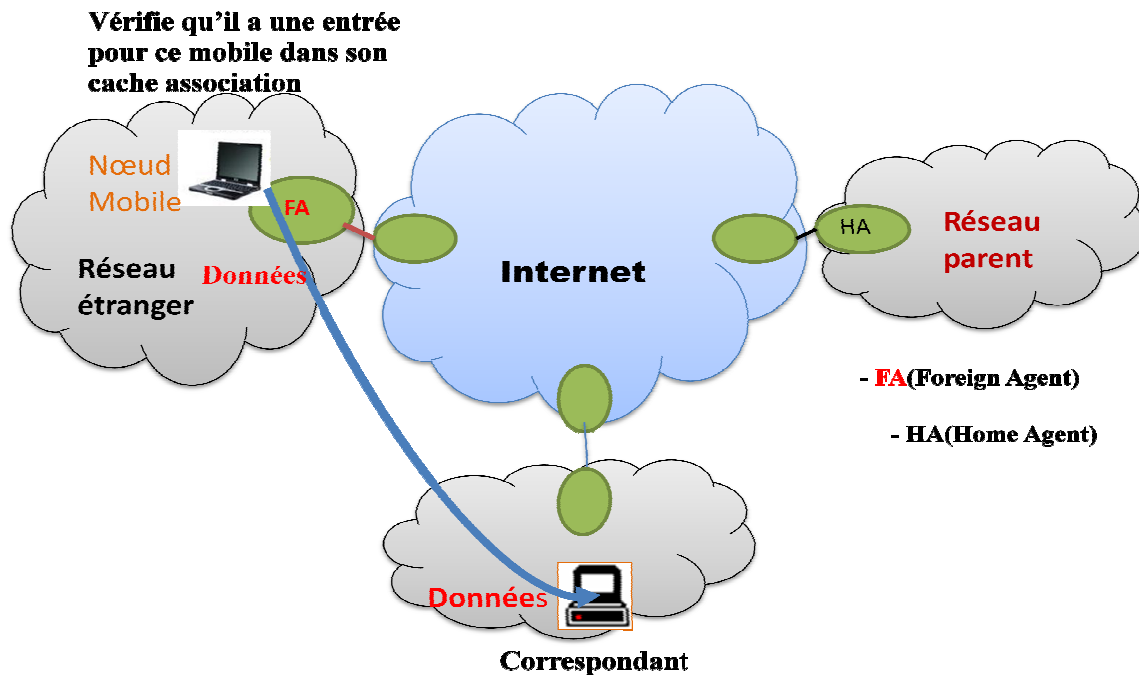 Vérifie qu'il a une entrée
pour ce mobile dans son
cache association
Nœud
Mobile
FA
HA
Réseau
parent
Internet
Données
Réseau
étranger
- FA(Foreign Agent)
- HA(Home Agent)
Données
Correspondant